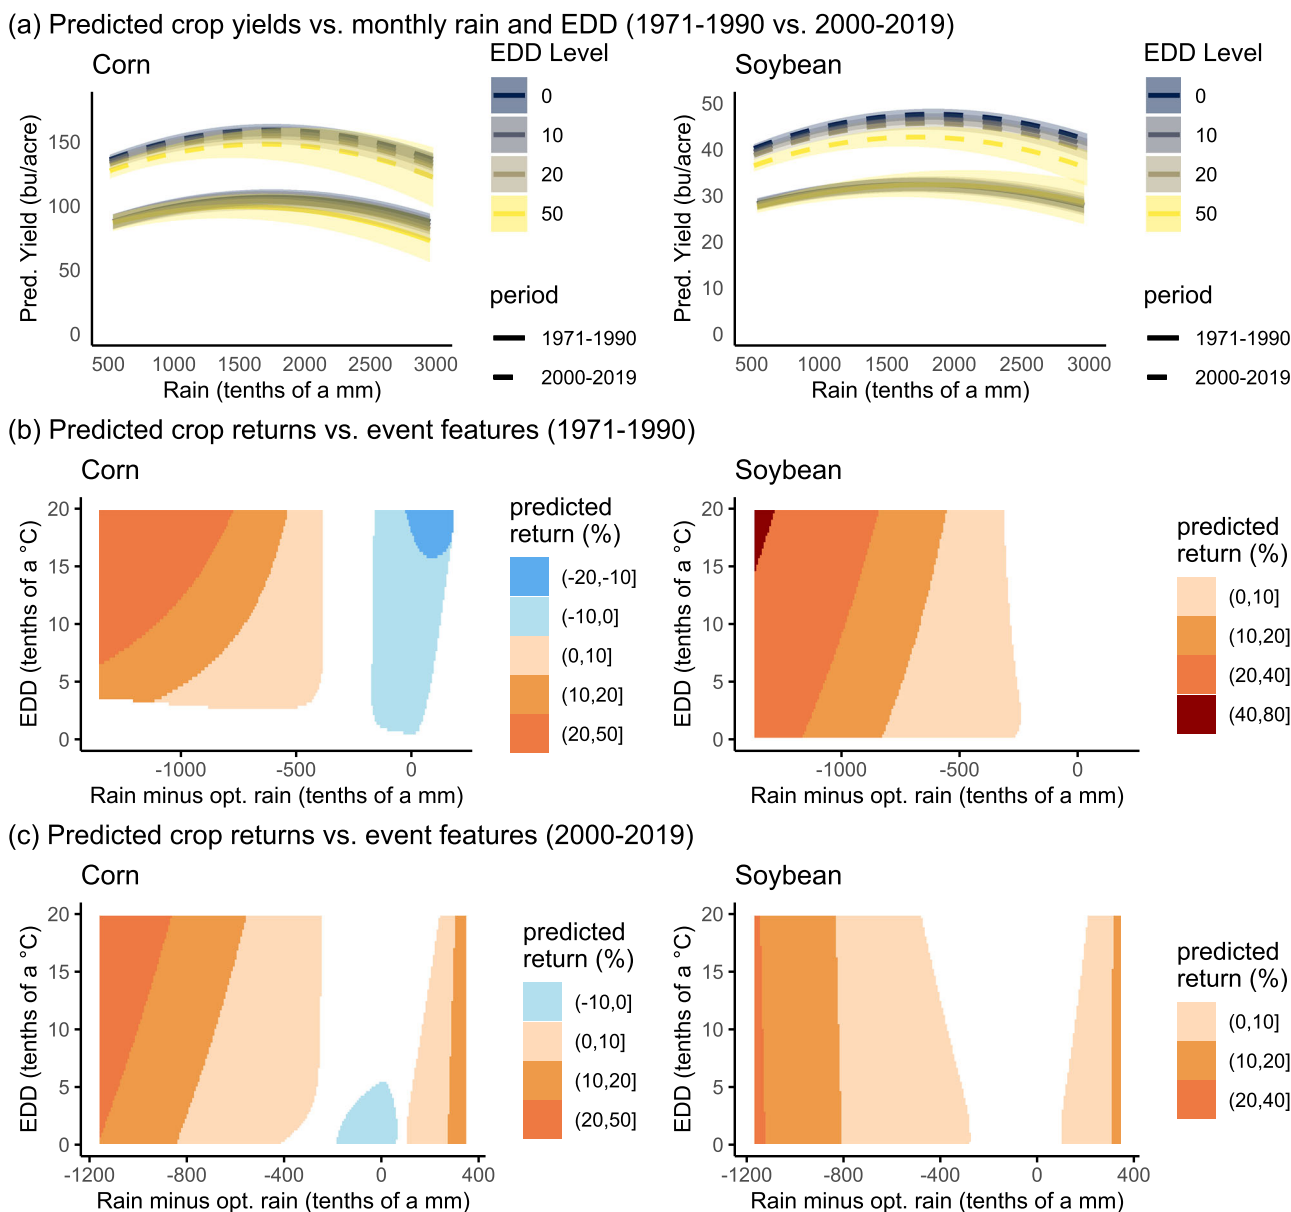 (a) Predicted crop yields vs. monthly rain and EDD (1971-1990 vs. 2000-2019)
Corn
Pred. Yield (bu/acre)
150
100
50
0
500 1000 1500 2000 2500 3000
Rain (tenths of a mm)
EDD Level
0
10
20
50
period
1971-1990
2000-2019
Soybean
Pred. Yield (bu/acre)
50
40
30
20
10
0
500 1000 1500 2000 2500 3000
Rain (tenths of a mm)
EDD Level
0
10
20
50
period
1971-1990
2000-2019
(b) Predicted crop returns vs. event features (1971-1990)
Corn
EDD (tenths of a °C)
20
15
10
5
0
-1000 -500 0
Rain minus opt. rain (tenths of a mm)
predicted
return (%)
(-20,-10]
(-10,0]
(0,10]
(10,20]
(20,50]
Soybean
EDD (tenths of a °C)
20
15
10
5
0
-1000 -500 0
Rain minus opt. rain (tenths of a mm)
predicted
return (%)
(0,10]
(10,20]
(20,40]
(40,80]
(c) Predicted crop returns vs. event features (2000-2019)
Corn
EDD (tenths of a °C)
20
15
10
5
0
-1200 -800 -400 0 400
Rain minus opt. rain (tenths of a mm)
predicted
return (%)
(-10,0]
(0,10]
(10,20]
(20,50]
Soybean
EDD (tenths of a °C)
20
15
10
5
0
-1200 -800 -400 0 400
Rain minus opt. rain (tenths of a mm)
predicted
return (%)
(0,10]
(10,20]
(20,40]